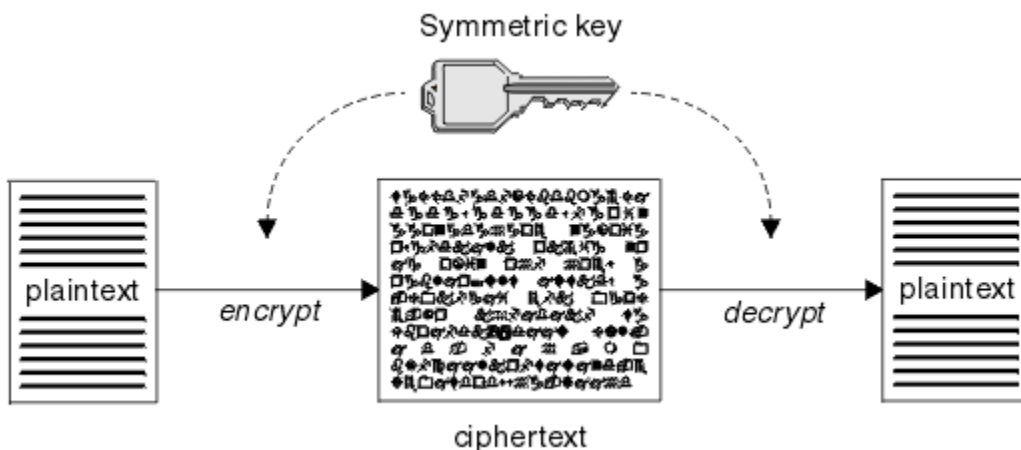 Symmetric key
plaintext
encrypt
decrypt
plaintext
ciphertext